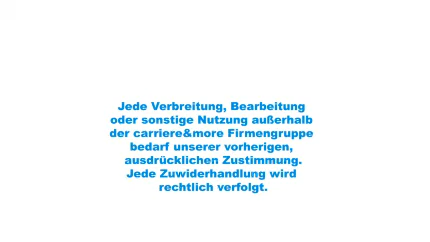 Jede Verbreitung, Bearbeitung
oder sonstige Nutzung außerhalb
der carriere&more Firmengruppe
bedarf unserer vorherigen,
ausdrücklichen Zustimmung.
Jede Zuwiderhandlung wird
rechtlich verfolgt.